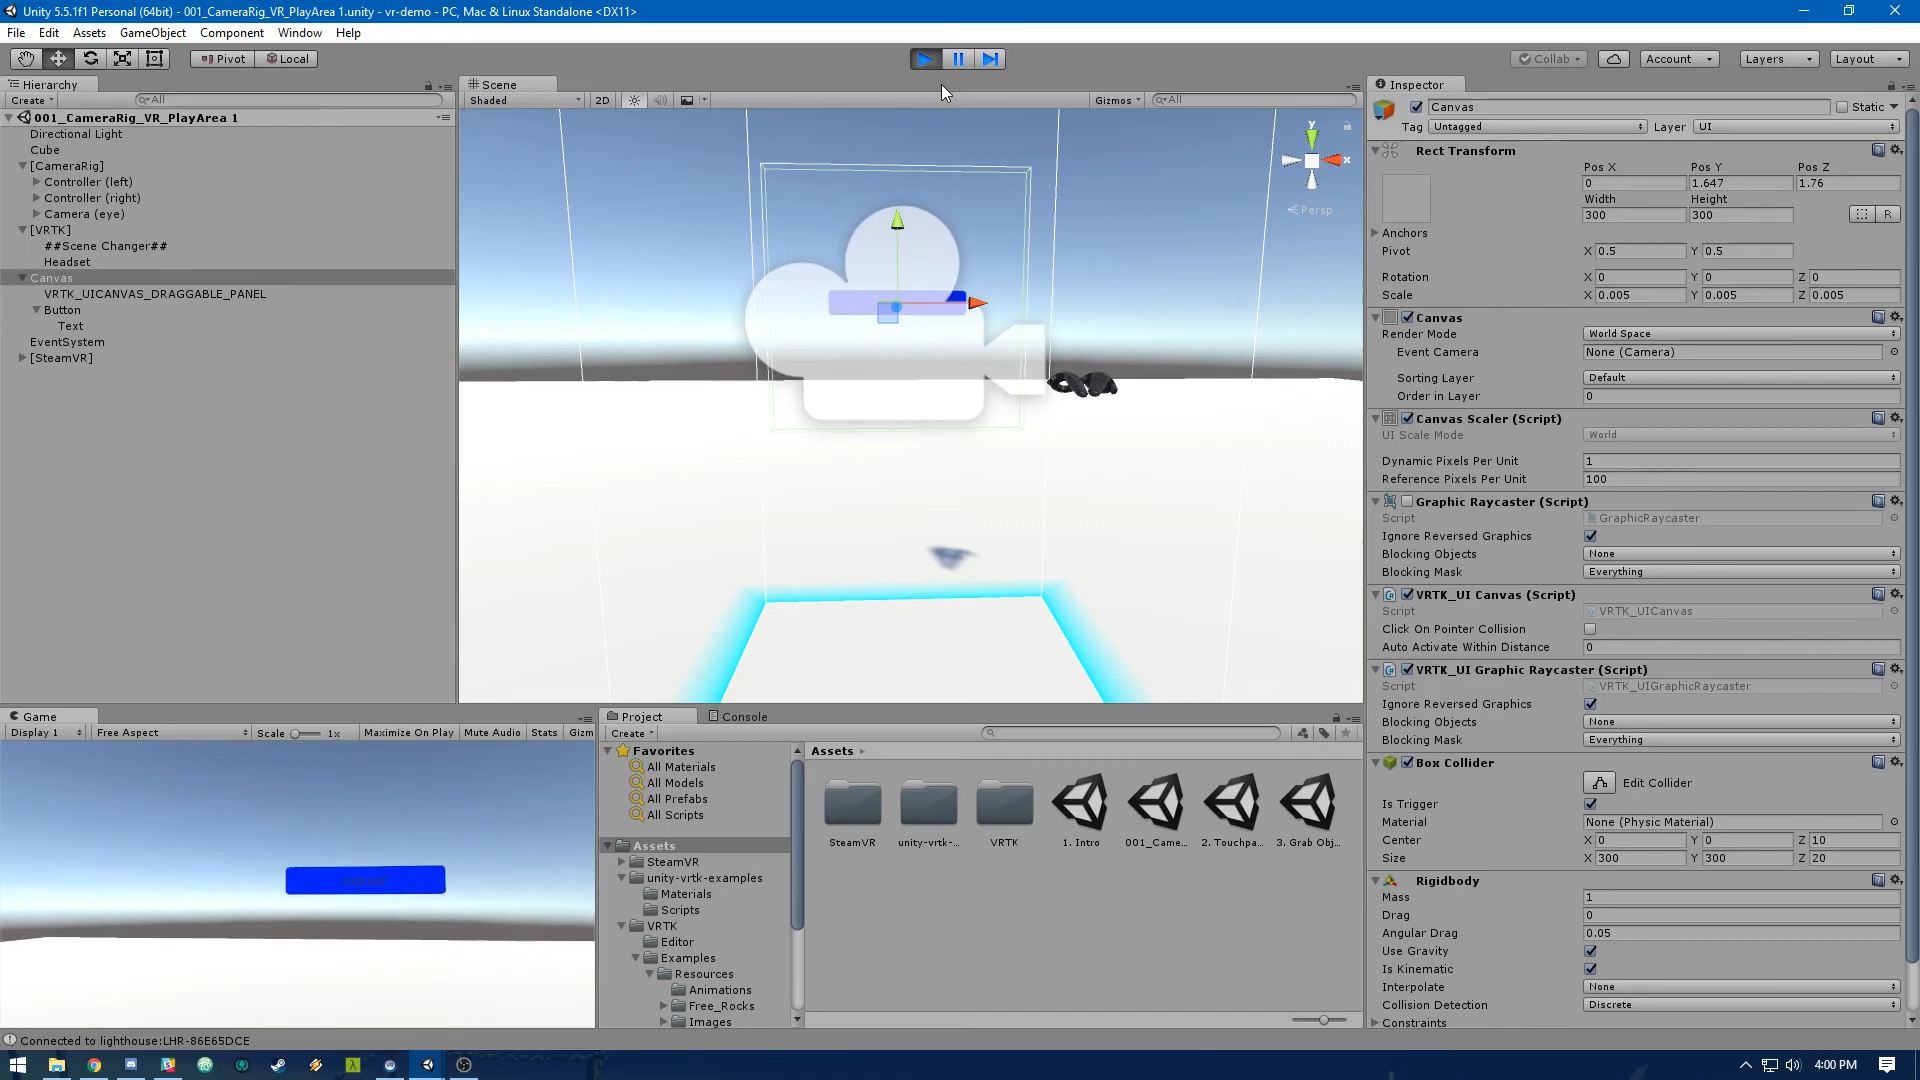 Unity 5.5.1f1 Personal (64bit) - 001_CameraRig_VR_PlayArea 1.unity - vr-demo - PC, Mac & Linux Standalone <DX11>
File Edit Assets GameObject Component Window Help
Pivot Local Collab Account Layers Layout
Hierarchy
Create All
001_CameraRig_VR_PlayArea 1
Directional Light
Cube
[CameraRig]
Controller (left)
Controller (right)
Camera (eye)
[VRTK]
##Scene Changer##
Headset
Canvas
VRTK_UICANVAS_DRAGGABLE_PANEL
Button
Text
EventSystem
[SteamVR]
Scene
Shaded 2D Gizmos All
y
x
Persp
Inspector
Canvas Static
Tag Untagged Layer UI
Rect Transform
Pos X Pos Y Pos Z
0 1.647 1.76
Width Height
300 300 R
Anchors
Pivot X 0.5 Y 0.5
Rotation X 0 Y 0 Z 0
Scale X 0.005 Y 0.005 Z 0.005
Canvas
Render Mode World Space
Event Camera None (Camera)
Sorting Layer Default
Order in Layer 0
Canvas Scaler (Script)
UI Scale Mode World
Dynamic Pixels Per Unit 1
Reference Pixels Per Unit 100
Graphic Raycaster (Script)
Script GraphicRaycaster
Ignore Reversed Graphics
Blocking Objects None
Blocking Mask Everything
VRTK_UI Canvas (Script)
Script VRTK_UICanvas
Click On Pointer Collision
Auto Activate Within Distance 0
VRTK_UI Graphic Raycaster (Script)
Script VRTK_UIGraphicRaycaster
Ignore Reversed Graphics
Blocking Objects None
Blocking Mask Everything
Box Collider
Edit Collider
Is Trigger
Material None (Physic Material)
Center X 0 Y 0 Z 10
Size X 300 Y 300 Z 20
Rigidbody
Mass 1
Drag 0
Angular Drag 0.05
Use Gravity
Is Kinematic
Interpolate None
Collision Detection Discrete
Constraints
Game
Display 1 Free Aspect Scale 1x Maximize On Play Mute Audio Stats Gizm
Project Console
Create
Favorites
All Materials
All Models
All Prefabs
All Scripts
Assets
SteamVR
unity-vrtk-examples
Materials
Scripts
VRTK
Editor
Examples
Resources
Animations
Free_Rocks
Images
Assets
SteamVR unity-vrtk-... VRTK 1. Intro 001_Came... 2. Touchpa... 3. Grab Obj...
Connected to lighthouse:LHR-86E65DCE
4:00 PM